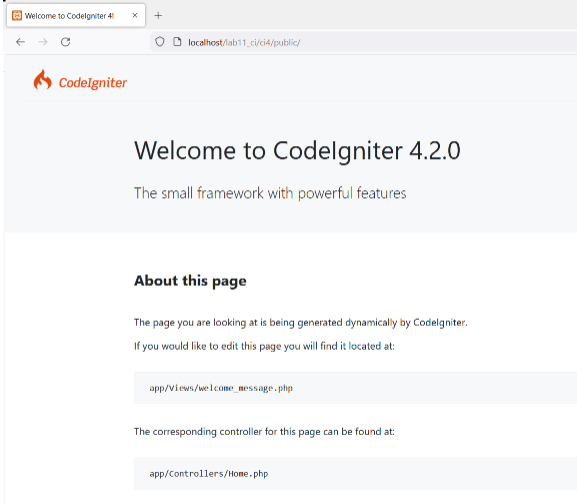 Welcome to CodeIgniter 4!
localhost/lab11_ci/ci4/public/
CodeIgniter
Welcome to CodeIgniter 4.2.0
The small framework with powerful features
About this page
The page you are looking at is being generated dynamically by CodeIgniter.
If you would like to edit this page you will find it located at:
app/Views/welcome_message.php
The corresponding controller for this page can be found at:
app/Controllers/Home.php